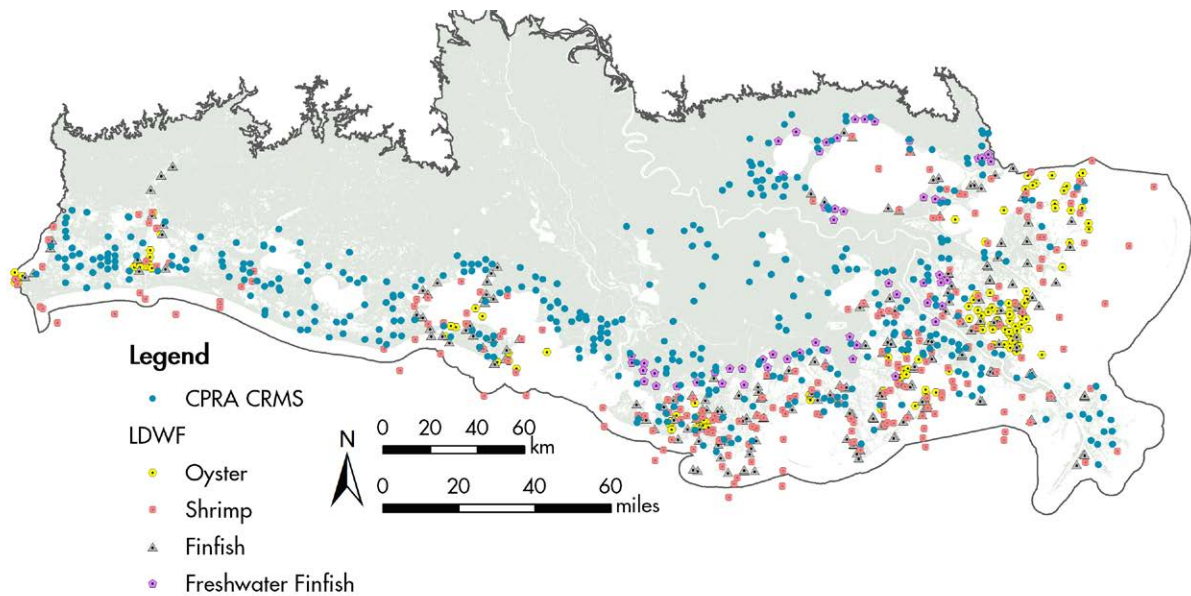 Legend
CPRA CRMS
LDWF
Oyster
Shrimp
Finfish
Freshwater Finfish
N
0 20 40 60
km
0 20 40 60
miles